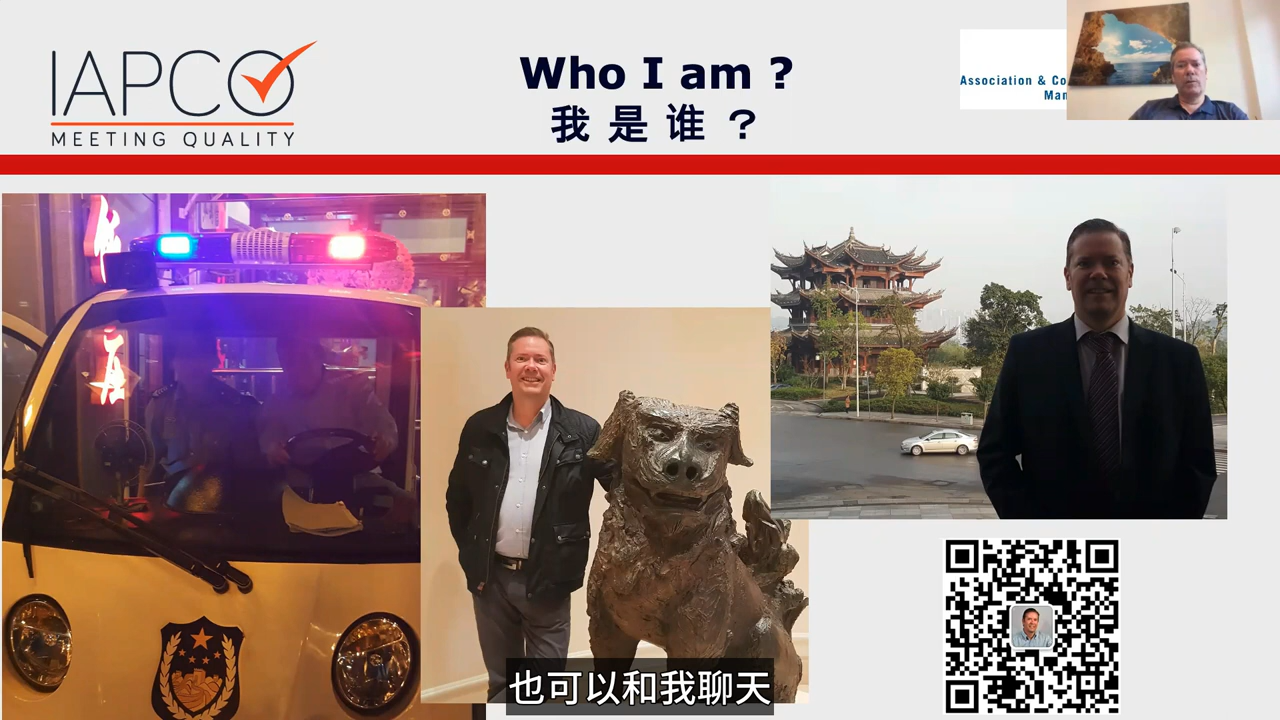 IAPCO
MEETING QUALITY
Who I am ?
我是谁？
Association & Co
Man
也可以和我聊天